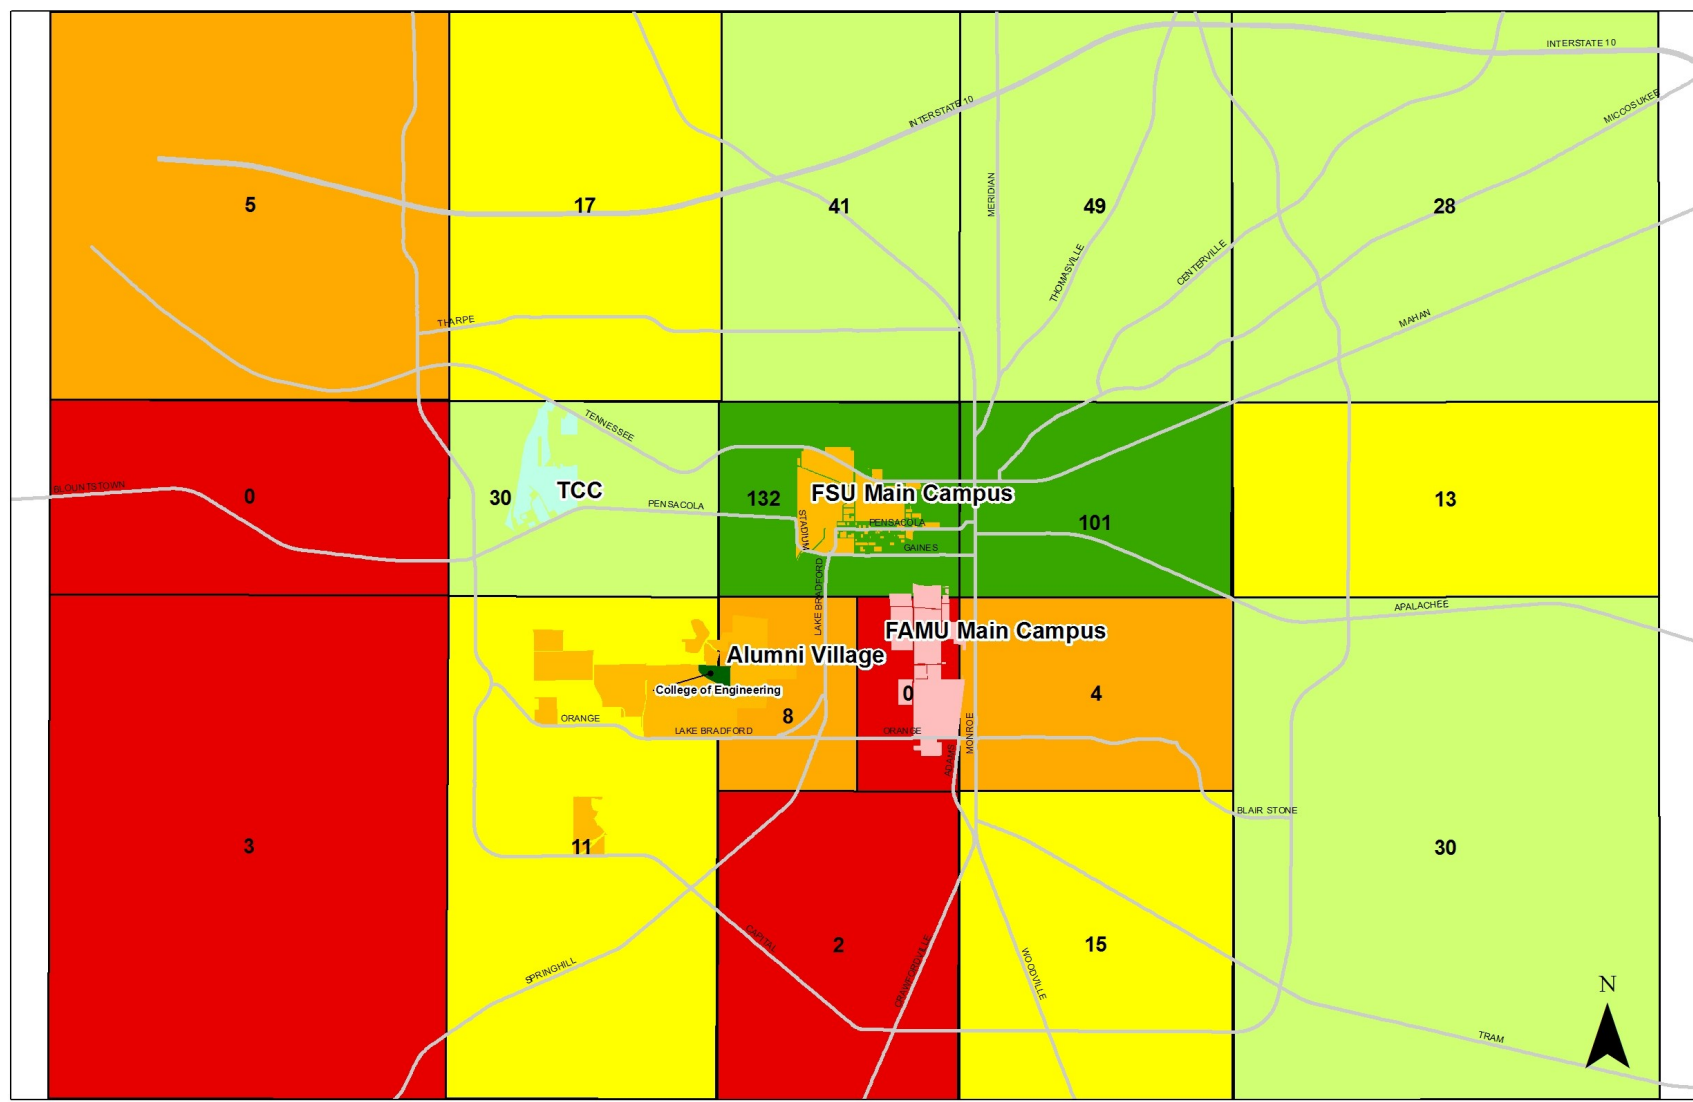 INTERSTATE 10
MICCOSUKEE
INTERSTATE 10
MERIDIAN
5
17
41
49
28
CENTERVILLE
THOMASVILLE
THARPE
MAHAN
TENNESSEE
BLOUNTSTOWN
0
30
TCC
PENSACOLA
132
FSU Main Campus
13
STADIUM
PENSACOLA
101
GAINES
LAKE BRADFORD
APALACHEE
FAMU Main Campus
Alumni Village
College of Engineering
0
4
8
ORANGE
LAKE BRADFORD
ORANGE
MONROE
ADAMS
BLAIR STONE
3
11
30
CAPITAL
2
15
SPRINGHILL
CRAWFORDVILLE
WOODVILLE
N
TRAM